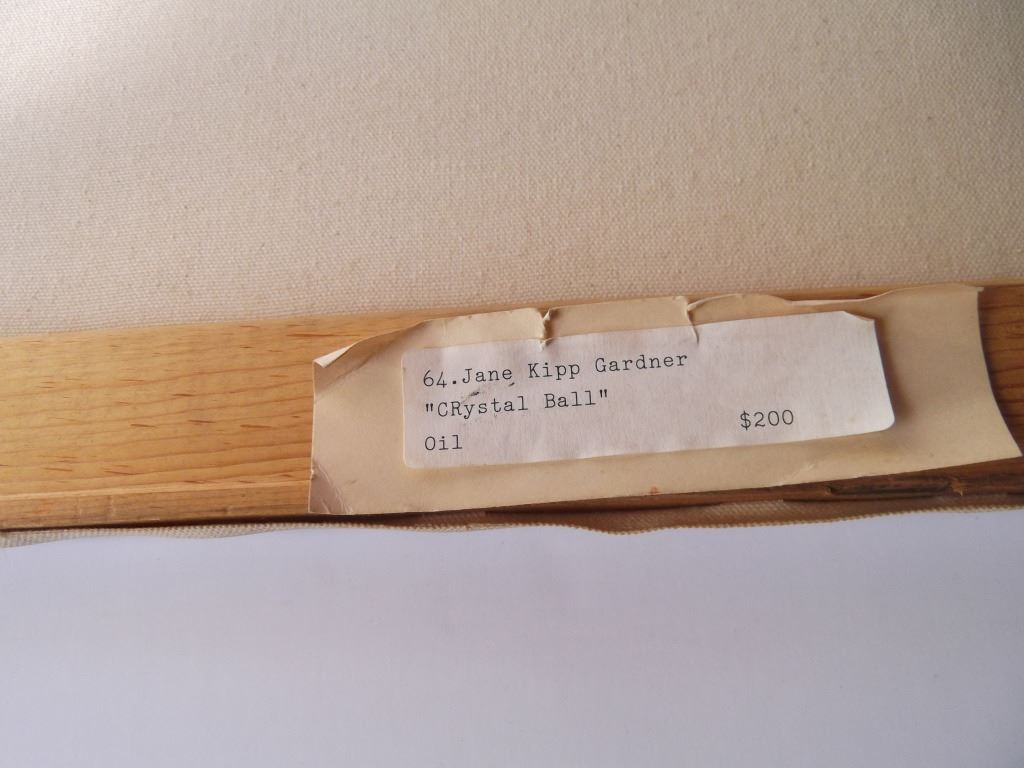 64.Jane Kipp Gardner
"CRystal Ball"
Oil $200